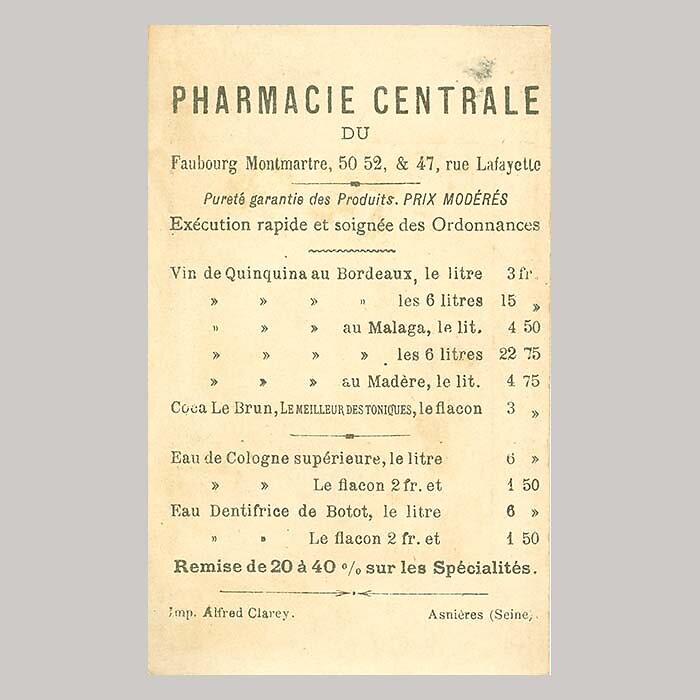 PHARMACIE CENTRALE
DU
Faubourg Montmartre, 50 52, & 47, rue Lafayette
Pureté garantie des Produits. PRIX MODÉRÉS
Exécution rapide et soignée des Ordonnances
Vin de Quinquina au Bordeaux, le litre 3 fr.
» » » » les 6 litres 15 »
» » » au Malaga, le lit. 4 50
» » » » les 6 litres 22 75
» » » au Madère, le lit. 4 75
Coca Le Brun, LE MEILLEUR DES TONIQUES, le flacon 3 »
Eau de Cologne supérieure, le litre 6 »
» » Le flacon 2 fr. et 1 50
Eau Dentifrice de Botot, le litre 6 »
» » Le flacon 2 fr. et 1 50
Remise de 20 à 40 % sur les Spécialités.
Imp. Alfred Clarey. Asnières (Seine).